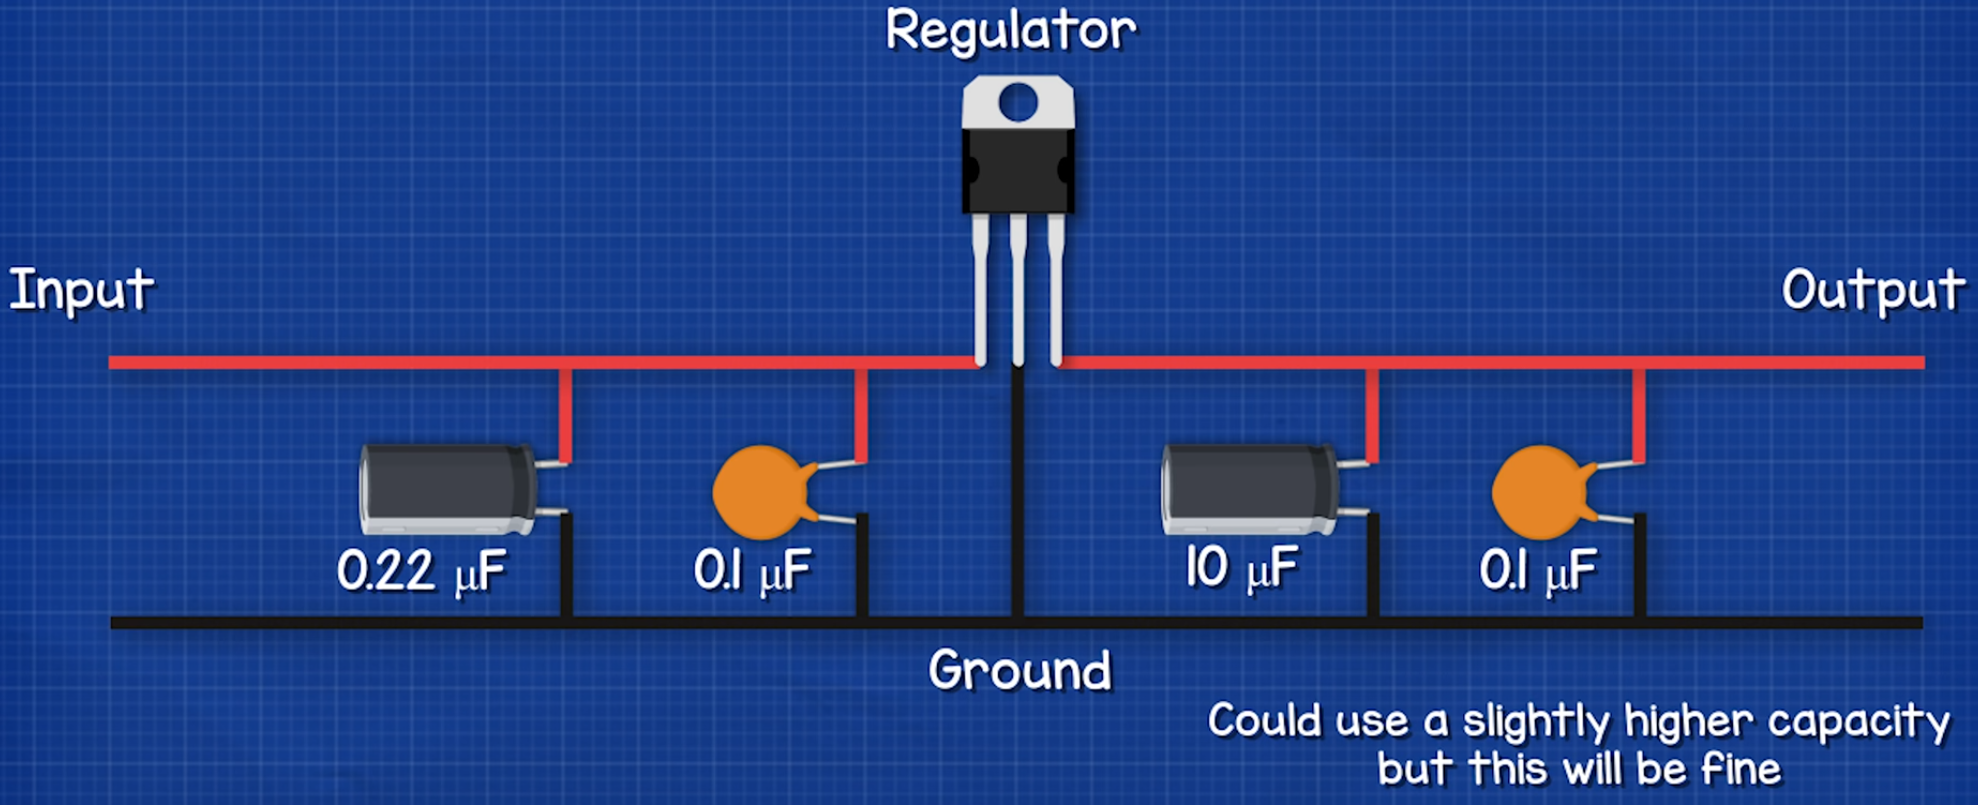 Regulator
Input
Output
0.22 μF
0.1 μF
10 μF
0.1 μF
Ground
Could use a slightly higher capacity
but this will be fine